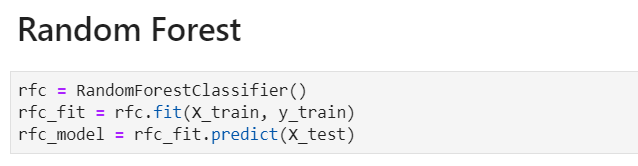 Random Forest
rfc = RandomForestClassifier()
rfc_fit = rfc.fit(X_train, y_train)
rfc_model = rfc_fit.predict(X_test)